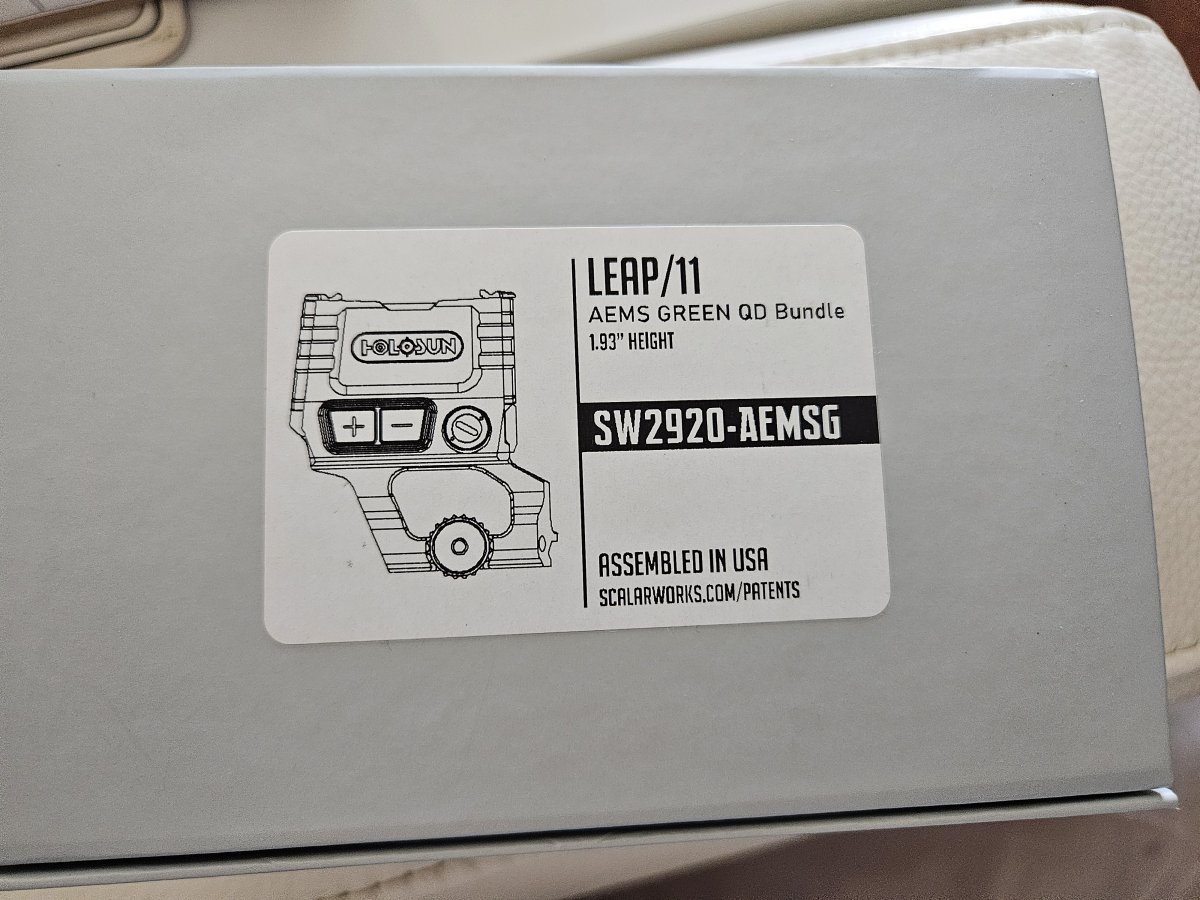 HOLOSUN
+ −
LEAP/11
AEMS GREEN QD Bundle
1.93” HEIGHT
SW2920-AEMSG
ASSEMBLED IN USA
SCALARWORKS.COM/PATENTS